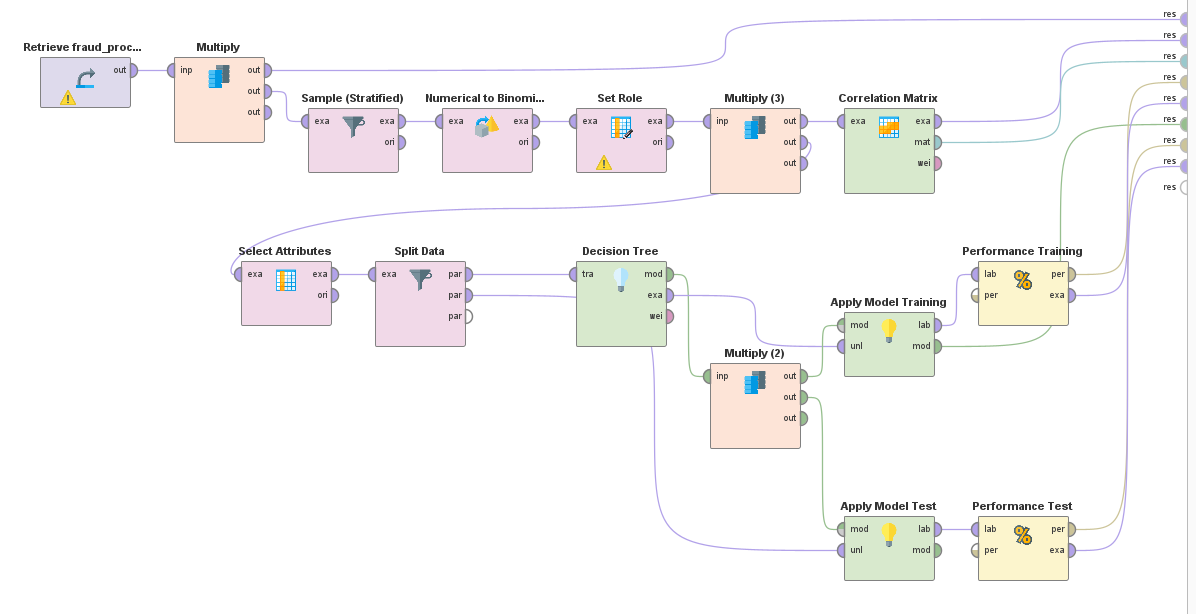 res
res
Retrieve fraud_proc...
Multiply
res
out
inp
out
res
out
Sample (Stratified)
Numerical to Binomi...
Set Role
Multiply (3)
Correlation Matrix
res
out
exa
exa
exa
exa
exa
exa
inp
out
exa
exa
res
ori
ori
ori
out
mat
res
out
wei
res
res
Select Attributes
Split Data
Decision Tree
Performance Training
exa
exa
exa
par
tra
mod
lab
per
ori
par
exa
per
exa
par
wei
Apply Model Training
mod
lab
unl
mod
Multiply (2)
inp
out
out
out
Apply Model Test
Performance Test
mod
lab
lab
per
unl
mod
per
exa